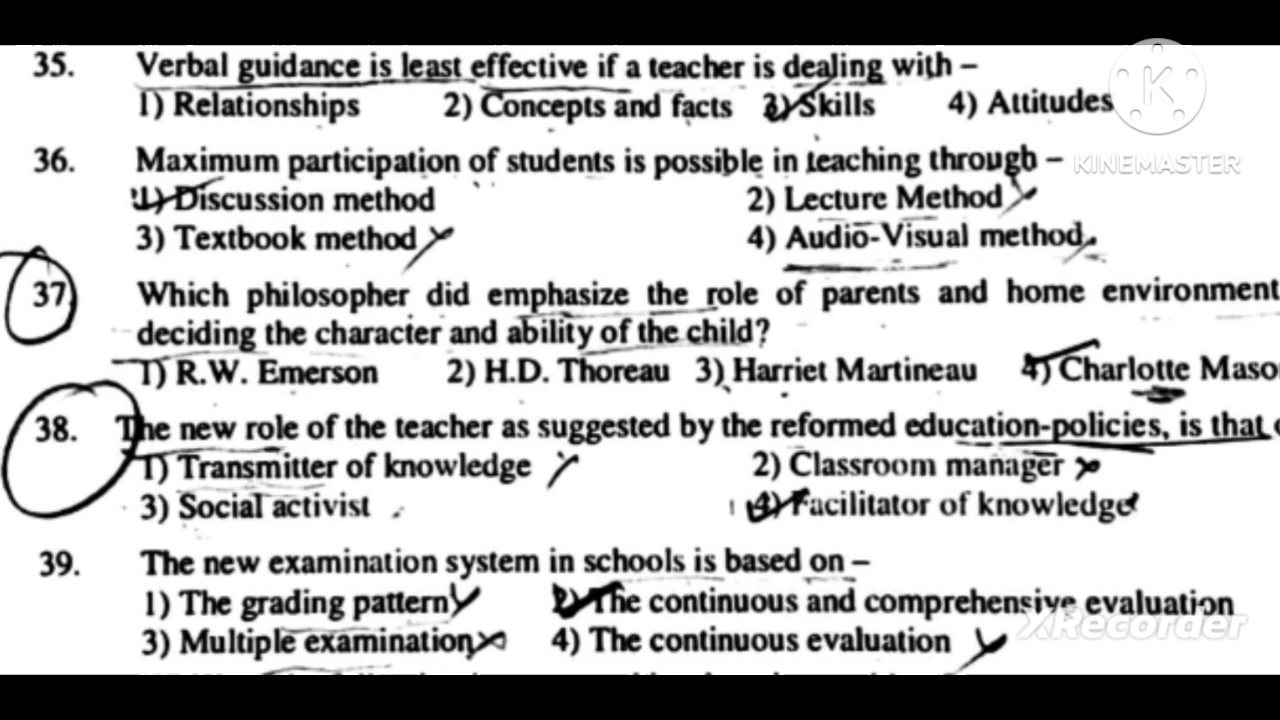 35. Verbal guidance is least effective if a teacher is dealing with –
1) Relationships 2) Concepts and facts 3) Skills 4) Attitudes
K
KINEMASTER
36. Maximum participation of students is possible in teaching through –
1) Discussion method 2) Lecture Method
3) Textbook method 4) Audio-Visual method
37. Which philosopher did emphasize the role of parents and home environment
deciding the character and ability of the child?
1) R.W. Emerson 2) H.D. Thoreau 3) Harriet Martineau 4) Charlotte Maso
38. The new role of the teacher as suggested by the reformed education-policies, is that
1) Transmitter of knowledge 2) Classroom manager
3) Social activist 4) Facilitator of knowledge
39. The new examination system in schools is based on –
1) The grading pattern 2) The continuous and comprehensive evaluation
3) Multiple examination 4) The continuous evaluation
XRecorder